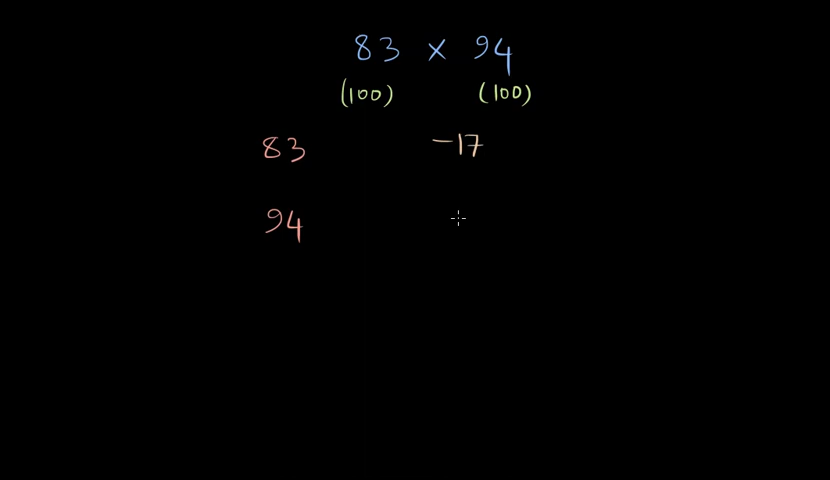 83 × 94
(100) (100)
83 -17
94